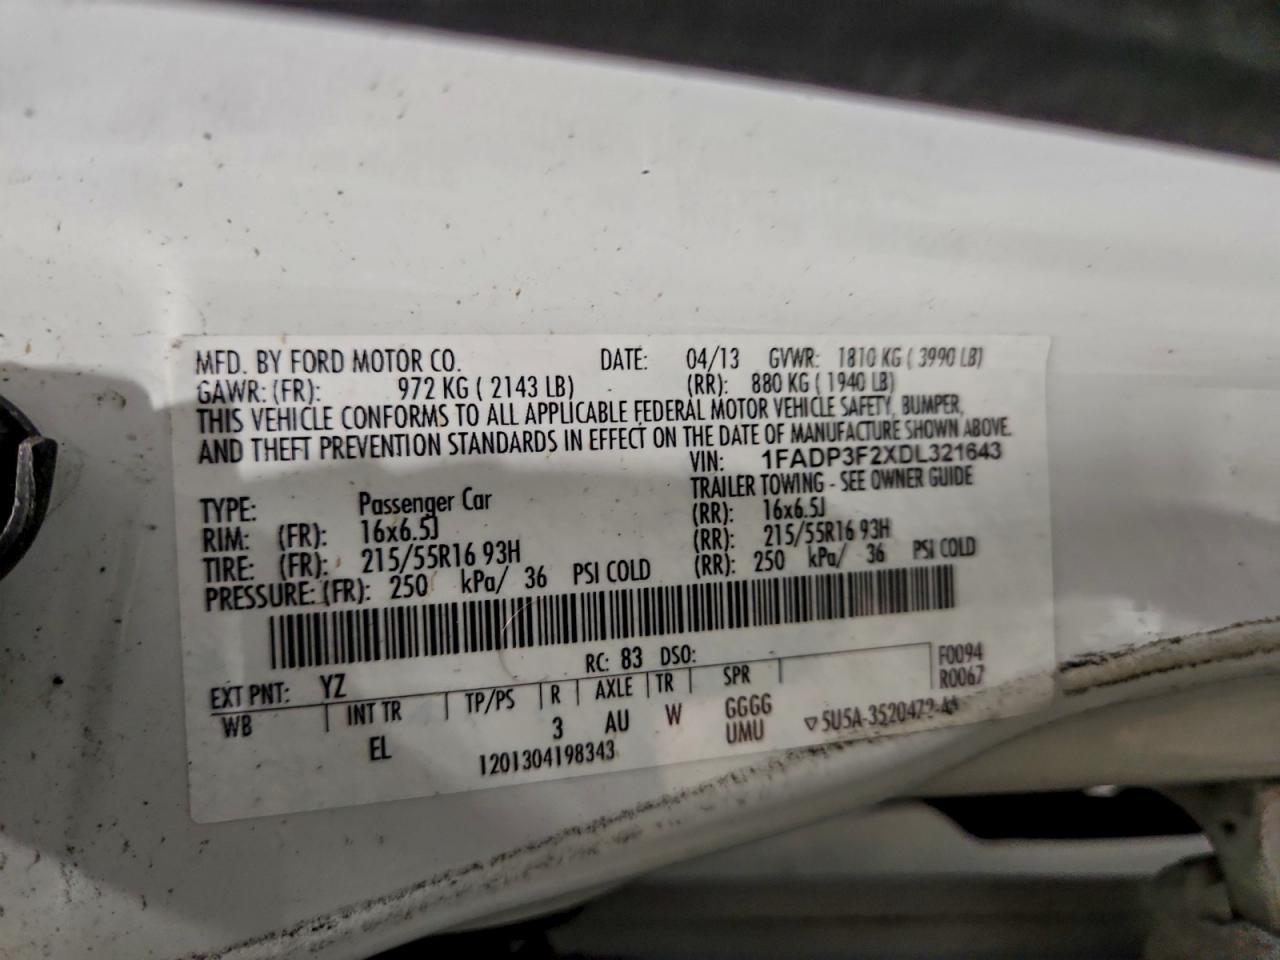 MFD. BY FORD MOTOR CO. DATE: 04/13 GVWR: 1810 KG ( 3990 LB)
GAWR: (FR): 972 KG ( 2143 LB) (RR): 880 KG ( 1940 LB)
THIS VEHICLE CONFORMS TO ALL APPLICABLE FEDERAL MOTOR VEHICLE SAFETY, BUMPER,
AND THEFT PREVENTION STANDARDS IN EFFECT ON THE DATE OF MANUFACTURE SHOWN ABOVE.
VIN: 1FADP3F2XDL321643
TYPE: Passenger Car TRAILER TOWING - SEE OWNER GUIDE
RIM: (FR): 16x6.5J (RR): 16x6.5J
TIRE: (FR): 215/55R16 93H (RR): 215/55R16 93H
PRESSURE: (FR): 250 kPa/ 36 PSI COLD (RR): 250 kPa/ 36 PSI COLD
RC: 83 DSO: F0094
EXT PNT: YZ R0067
WB INT TR TP/PS R AXLE TR SPR
EL 3 AU W GGGG
UMU
1201304198343